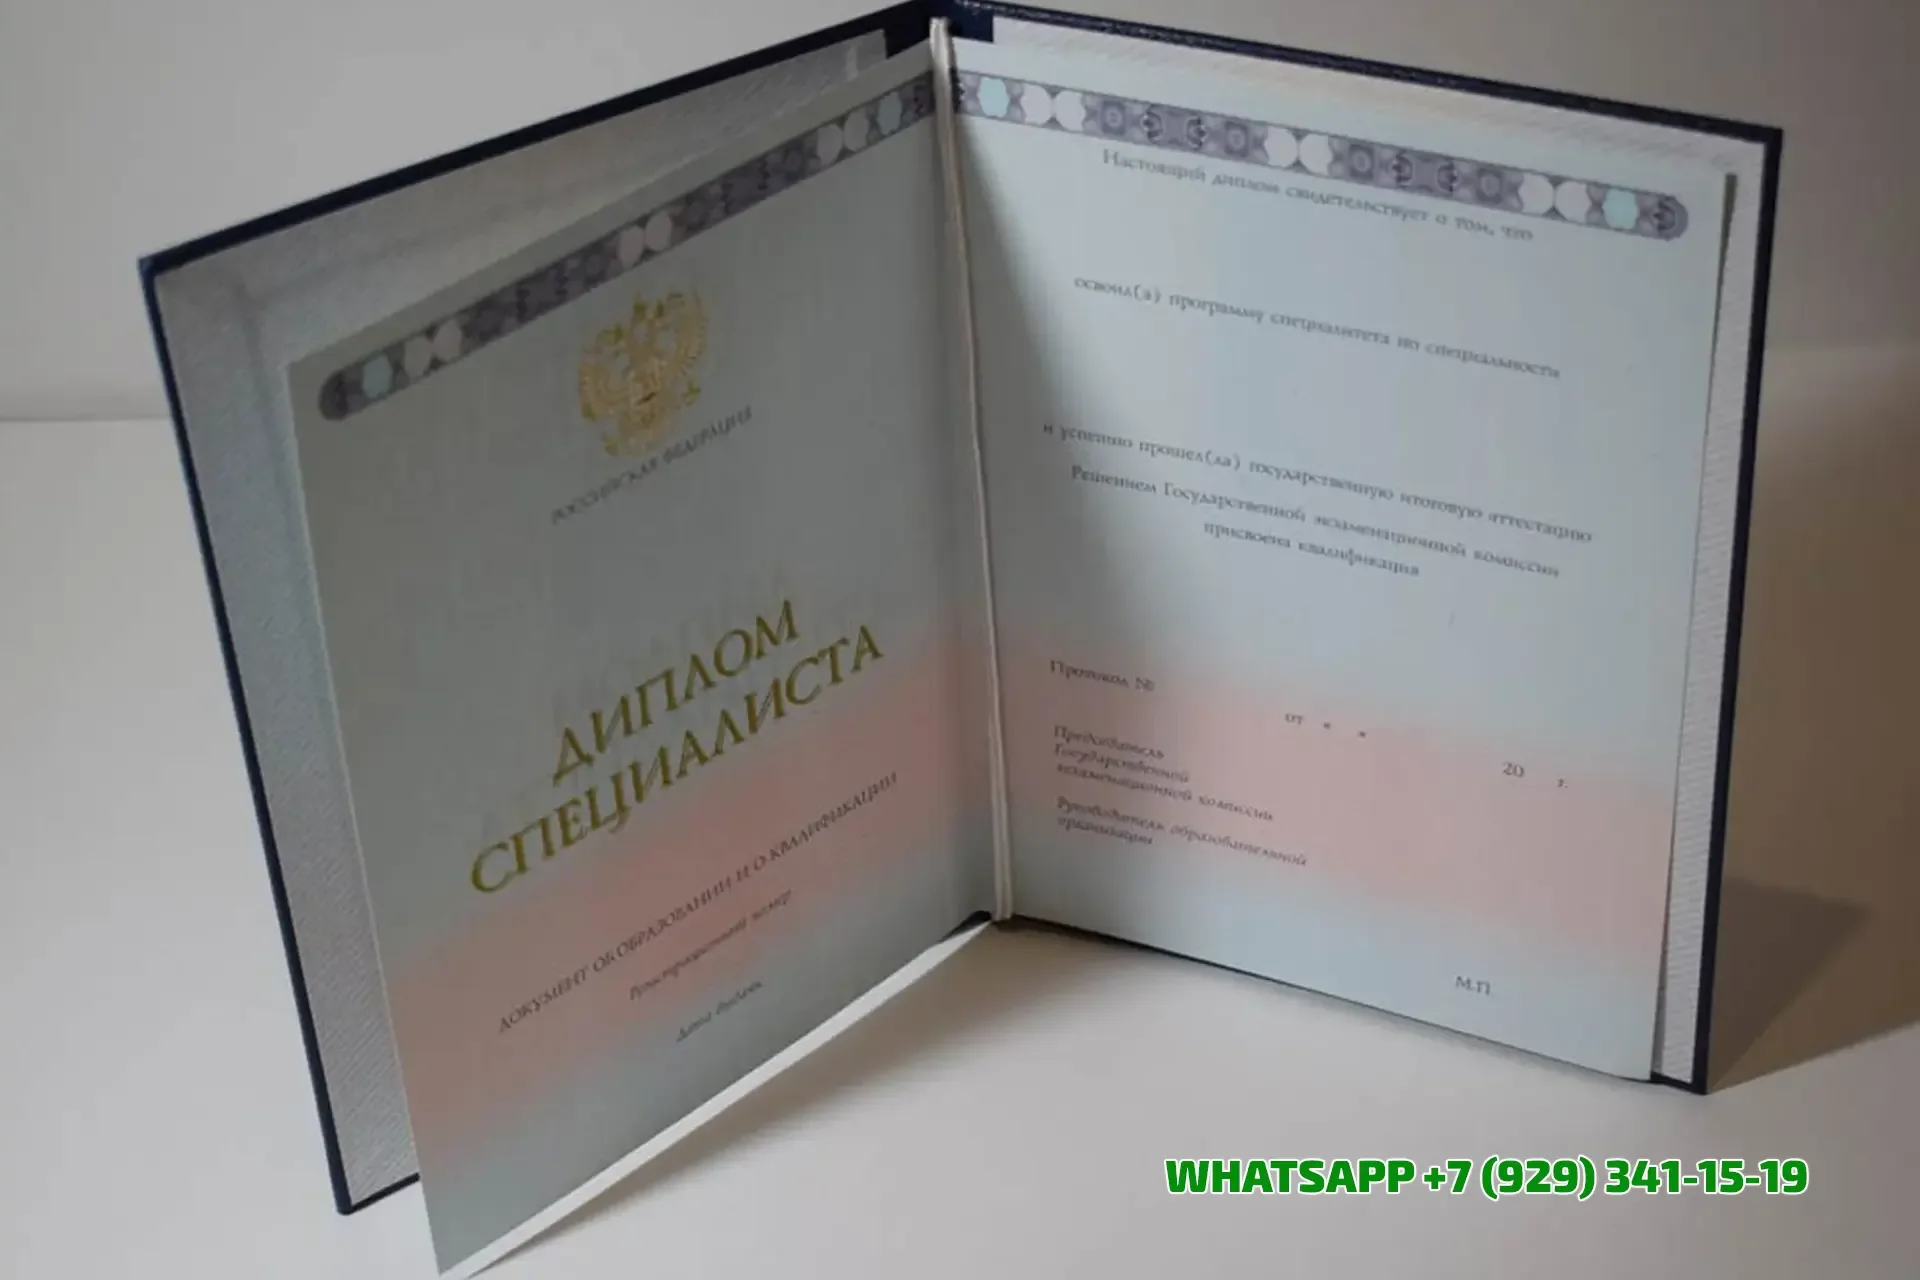 РОССИЙСКАЯ ФЕДЕРАЦИЯ
ДИПЛОМ
СПЕЦИАЛИСТА
ДОКУМЕНТ ОБ ОБРАЗОВАНИИ И О КВАЛИФИКАЦИИ
Регистрационный номер
Дата выдачи
Настоящий диплом свидетельствует о том, что
освоил(а) программу специалитета по специальности
и успешно прошел(ла) государственную итоговую аттестацию
Решением Государственной экзаменационной комиссии
присвоена квалификация
Протокол №
от « » 20 г.
Председатель
Государственной
экзаменационной комиссии
Руководитель образовательной
организации
М.П.
WHATSAPP +7 (929) 341-15-19